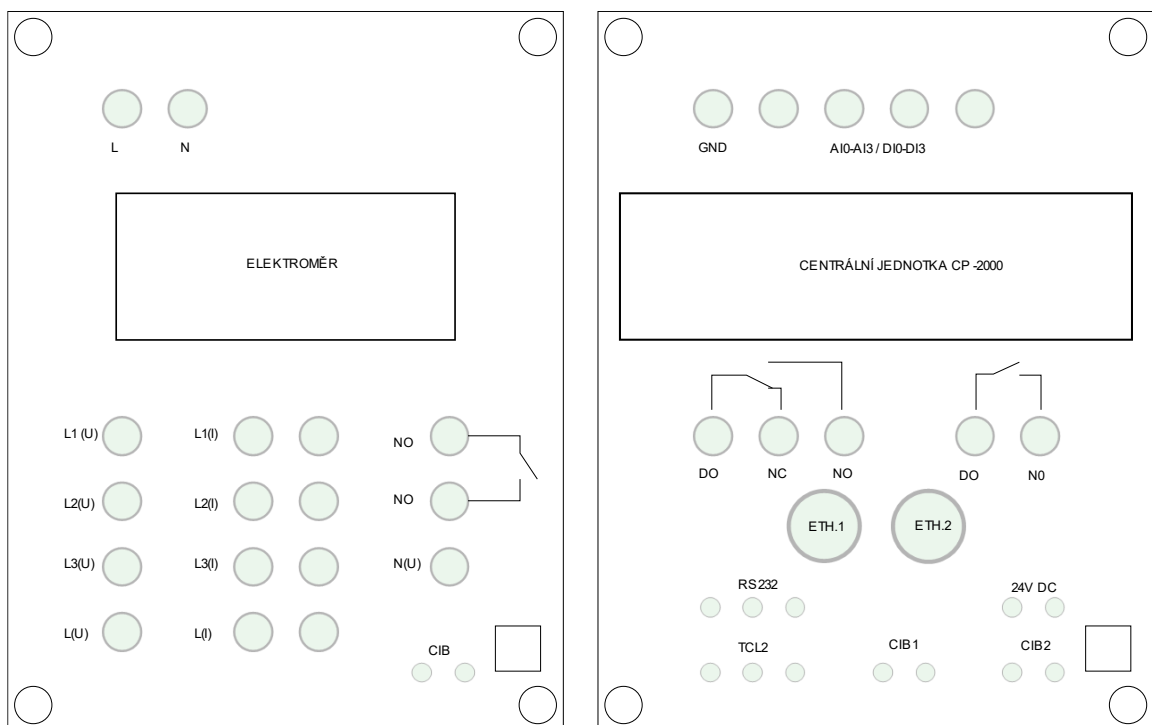 L N
ELEKTROMĚR
L1 (U) L1(I) NO
L2(U) L2(I) NO
L3(U) L3(I) N(U)
L(U) L(I)
CIB
GND AI0-AI3 / DI0-DI3
CENTRÁLNÍ JEDNOTKA CP -2000
DO NC NO DO N0
ETH.1 ETH.2
RS232 24V DC
TCL2 CIB1 CIB2